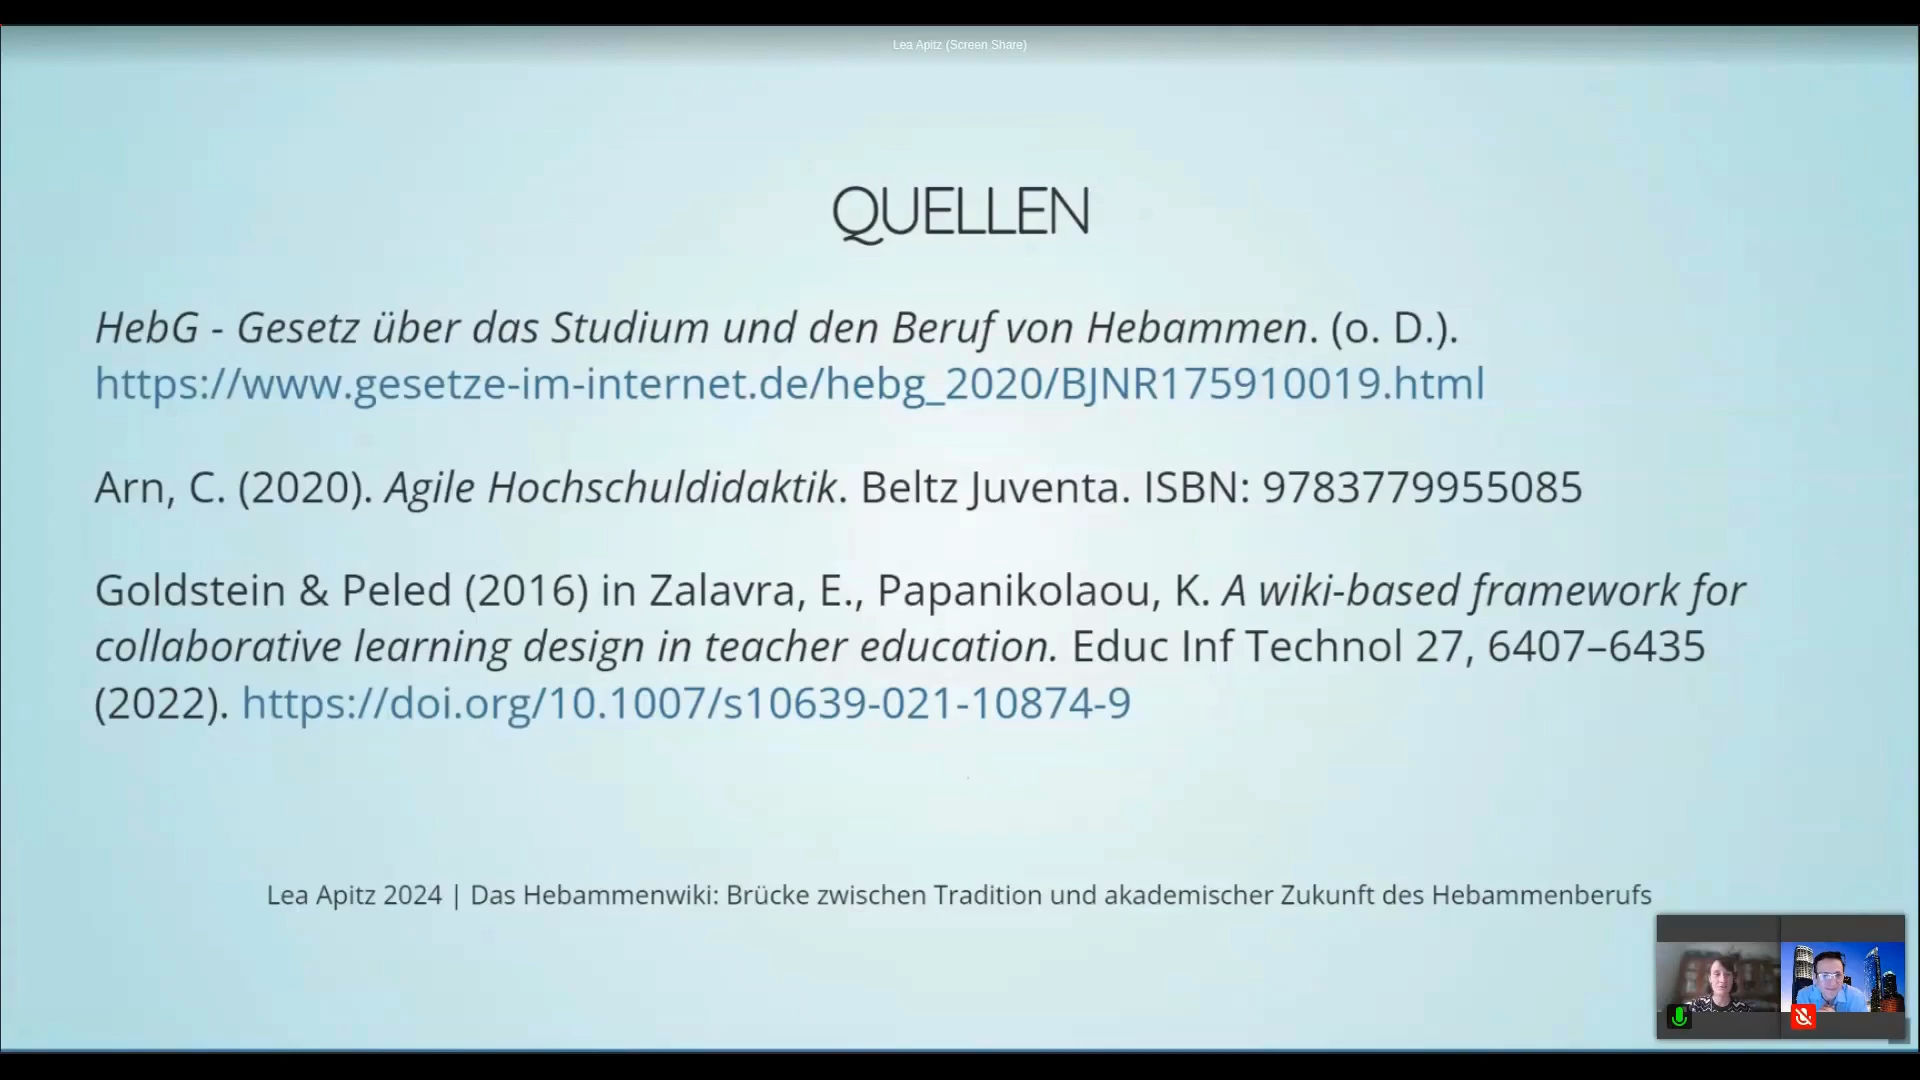 Lea Apitz (Screen Share)
QUELLEN
HebG - Gesetz über das Studium und den Beruf von Hebammen. (o. D.).
https://www.gesetze-im-internet.de/hebg_2020/BJNR175910019.html
Arn, C. (2020). Agile Hochschuldidaktik. Beltz Juventa. ISBN: 9783779955085
Goldstein & Peled (2016) in Zalavra, E., Papanikolaou, K. A wiki-based framework for
collaborative learning design in teacher education. Educ Inf Technol 27, 6407–6435
(2022). https://doi.org/10.1007/s10639-021-10874-9
Lea Apitz 2024 | Das Hebammenwiki: Brücke zwischen Tradition und akademischer Zukunft des Hebammenberufs